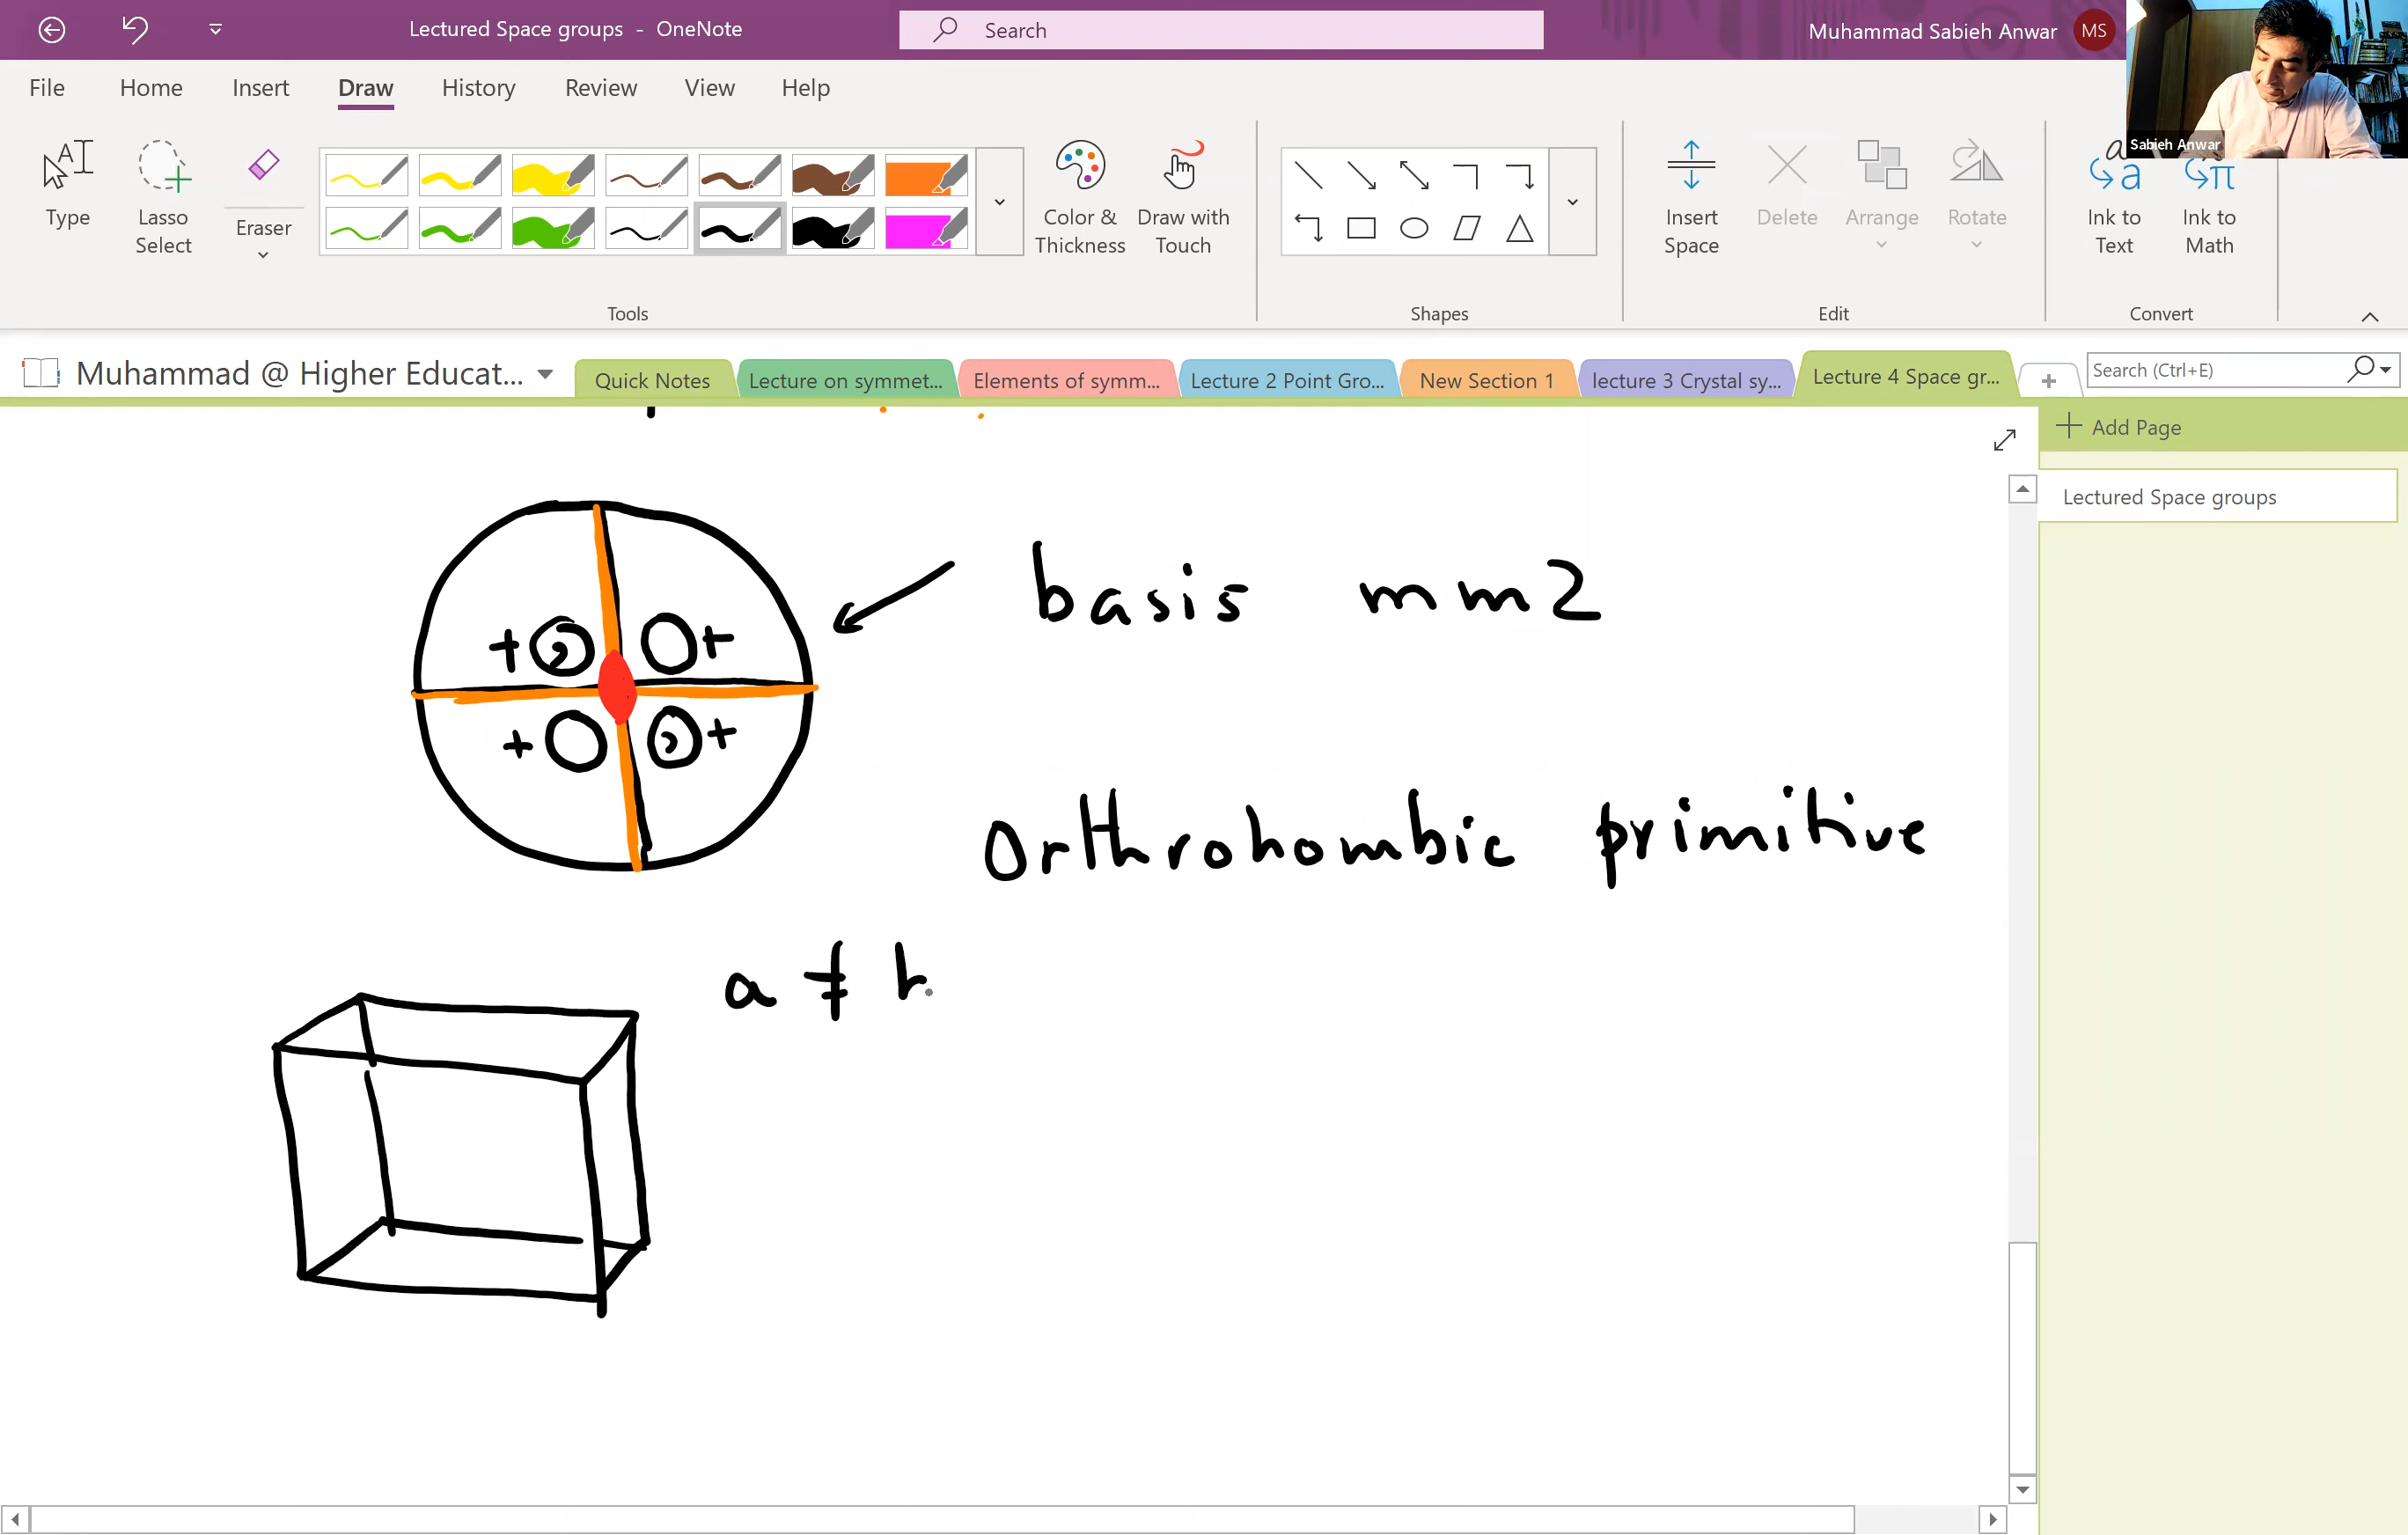 Lectured Space groups - OneNote
Search
Muhammad Sabieh Anwar
MS
Sabieh Anwar
File
Home
Insert
Draw
History
Review
View
Help
Type
Lasso Select
Eraser
Color & Thickness
Draw with Touch
Insert Space
Delete
Arrange
Rotate
Ink to Text
Ink to Math
Tools
Shapes
Edit
Convert
Muhammad @ Higher Educat...
Quick Notes
Lecture on symmet...
Elements of symm...
Lecture 2 Point Gro...
New Section 1
lecture 3 Crystal sy...
Lecture 4 Space gr...
Search (Ctrl+E)
Add Page
Lectured Space groups
basis mm2
+ , +
+ , +
Orthrohombic primitive
a ≠